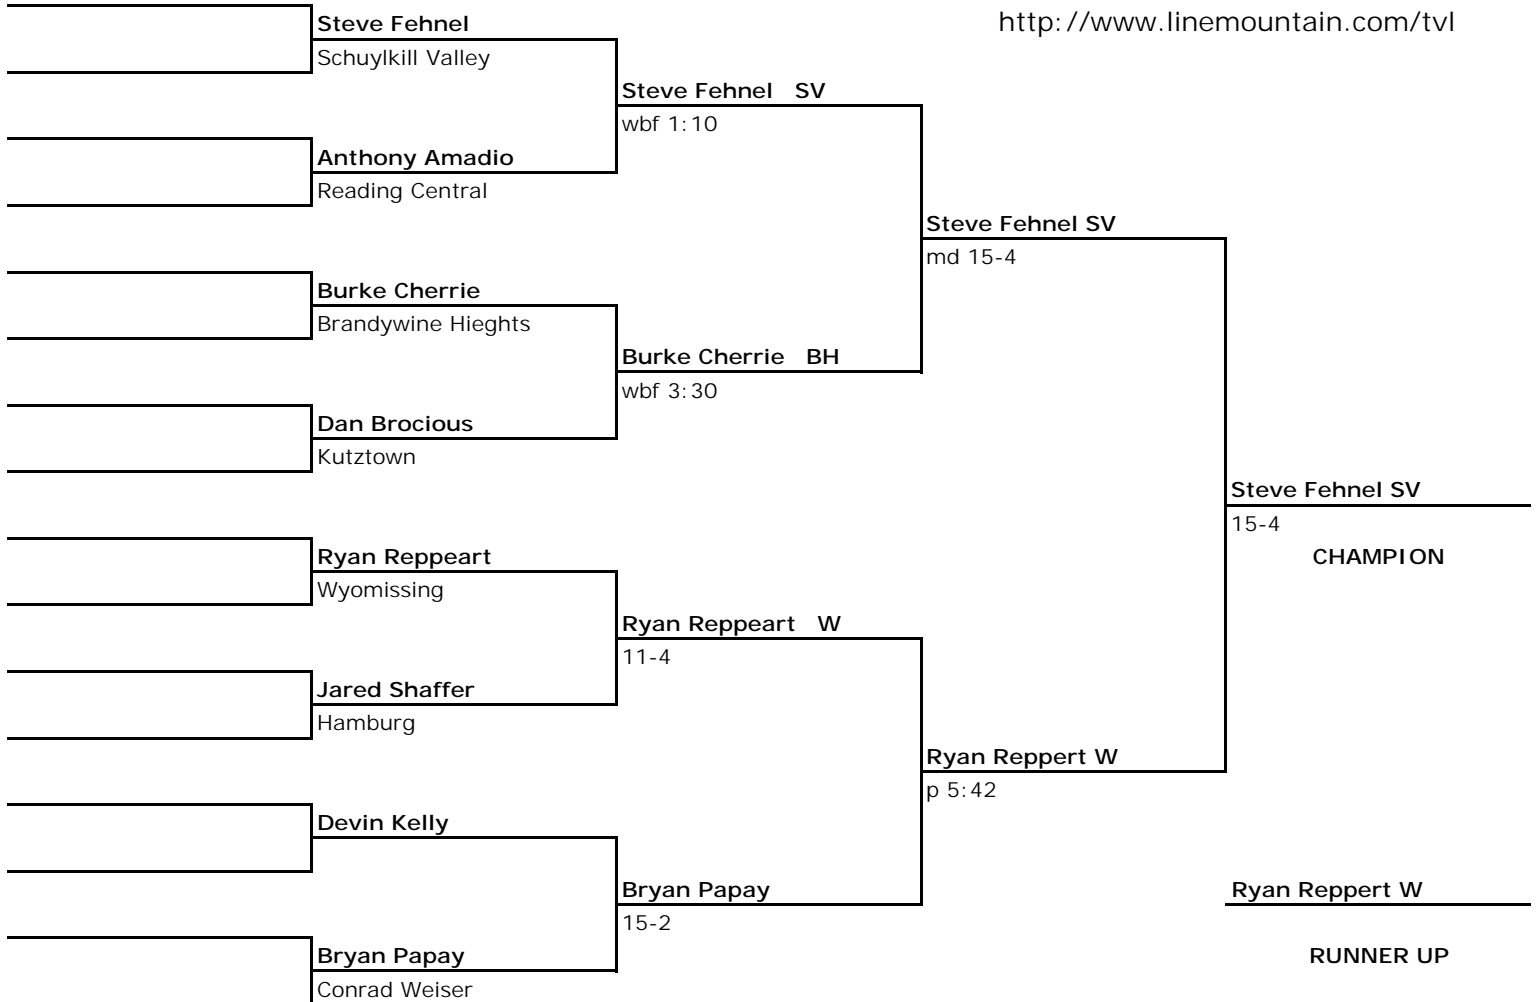 http://www.linemountain.com/tvl
Steve Fehnel
Schuylkill Valley
Steve Fehnel SV
wbf 1:10
Anthony Amadio
Reading Central
Steve Fehnel SV
md 15-4
Burke Cherrie
Brandywine Hieghts
Burke Cherrie BH
wbf 3:30
Dan Brocious
Kutztown
Steve Fehnel SV
15-4
CHAMPION
Ryan Reppeart
Wyomissing
Ryan Reppeart W
11-4
Jared Shaffer
Hamburg
Ryan Reppert W
p 5:42
Devin Kelly
Bryan Papay
15-2
Ryan Reppert W
RUNNER UP
Bryan Papay
Conrad Weiser